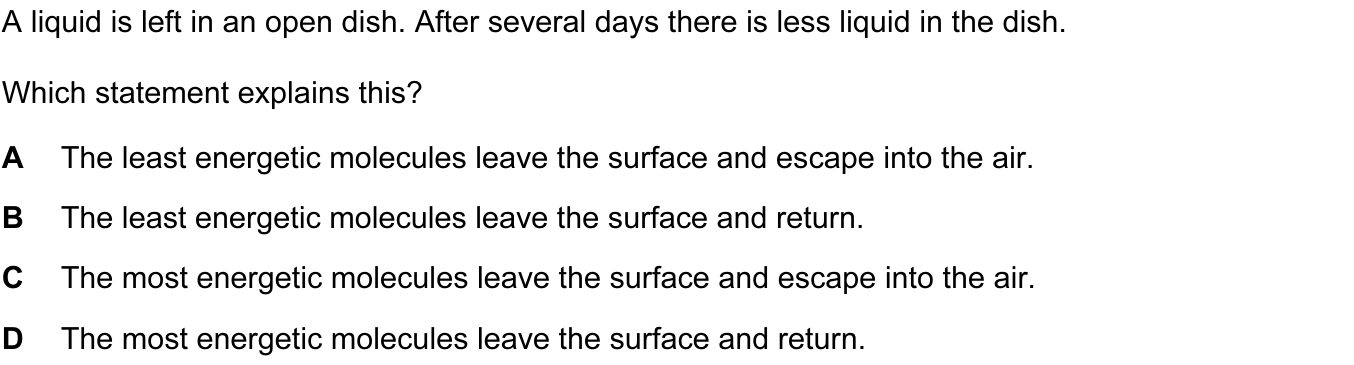 A liquid is left in an open dish. After several days there is less liquid in the dish.
Which statement explains this?
A The least energetic molecules leave the surface and escape into the air.
B The least energetic molecules leave the surface and return.
C The most energetic molecules leave the surface and escape into the air.
D The most energetic molecules leave the surface and return.